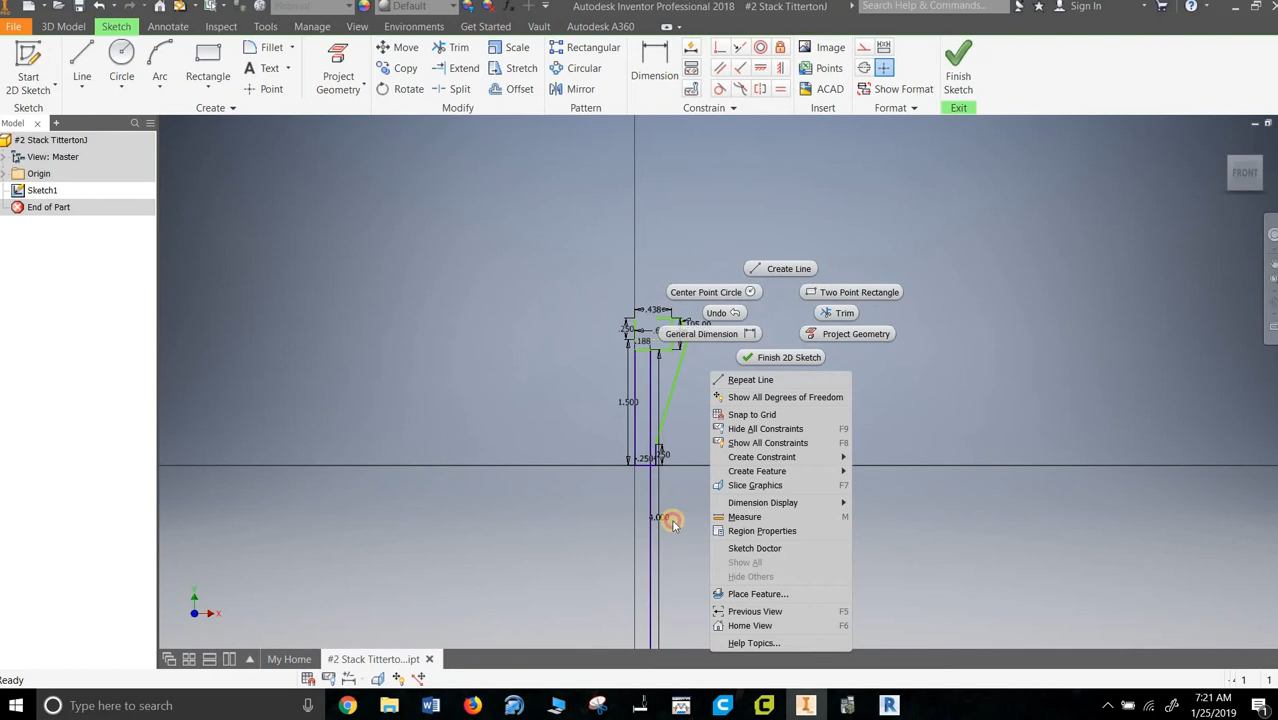 Material
Default
Autodesk Inventor Professional 2018 #2 Stack TittertonJ
Search Help & Commands...
Sign In
File 3D Model Sketch Annotate Inspect Tools Manage View Environments Get Started Vault Autodesk A360
Start
2D Sketch
Line
Circle
Arc
Rectangle
Fillet
Text
Point
Project
Geometry
Move
Copy
Rotate
Trim
Extend
Split
Scale
Stretch
Offset
Rectangular
Circular
Mirror
Dimension
Image
Points
ACAD
Show Format
Finish
Sketch
Sketch
Create
Modify
Pattern
Constrain
Insert
Format
Exit
Model
#2 Stack TittertonJ
View: Master
Origin
Sketch1
End of Part
FRONT
Create Line
Center Point Circle
Two Point Rectangle
Undo
Trim
General Dimension
Project Geometry
Finish 2D Sketch
.438
.250
.188
1.500
.250
Repeat Line
Show All Degrees of Freedom
Snap to Grid
Hide All Constraints F9
Show All Constraints F8
Create Constraint
Create Feature
Slice Graphics F7
Dimension Display
Measure M
Region Properties
Sketch Doctor
Show All
Hide Others
Place Feature...
Previous View F5
Home View F6
Help Topics...
Y
X
My Home
#2 Stack Titterto...ipt
Ready
1 1
Type here to search
7:21 AM
1/25/2019